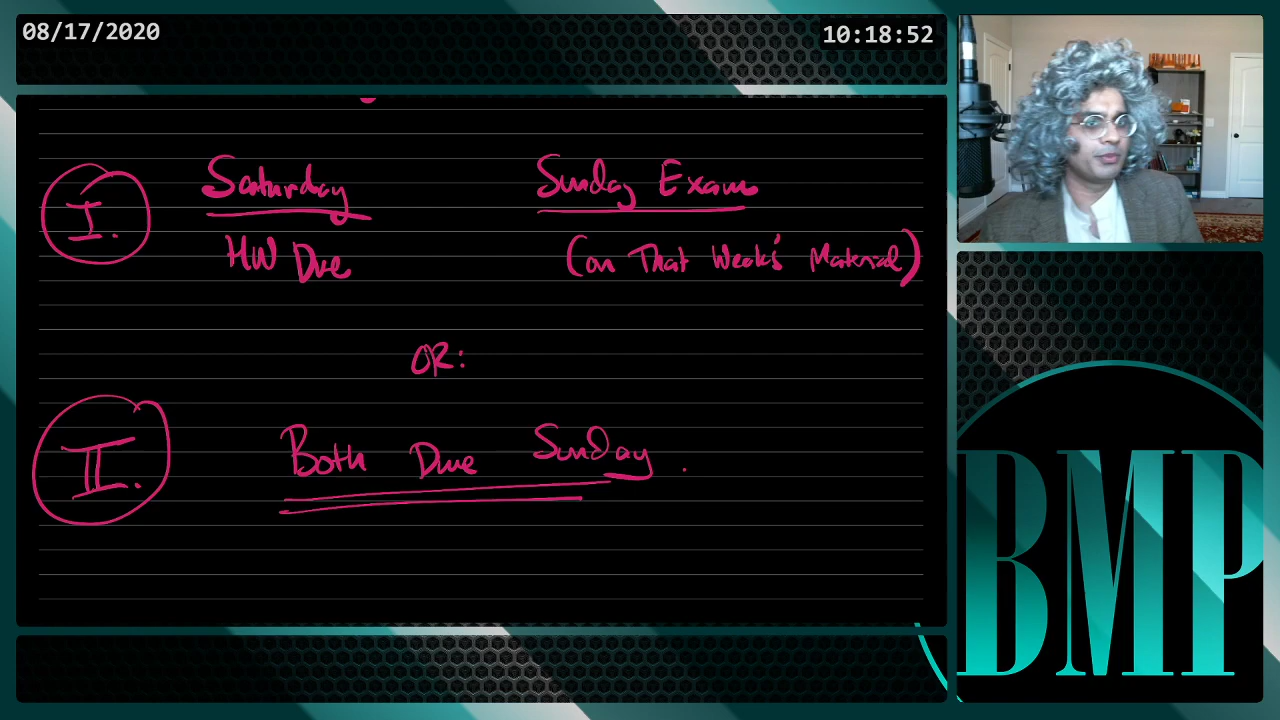 08/17/2020
10:18:52
I.
Saturday
Sunday Exam
HW Due
(on That Week's Material)
OR:
II.
Both Due Sunday.
BMP